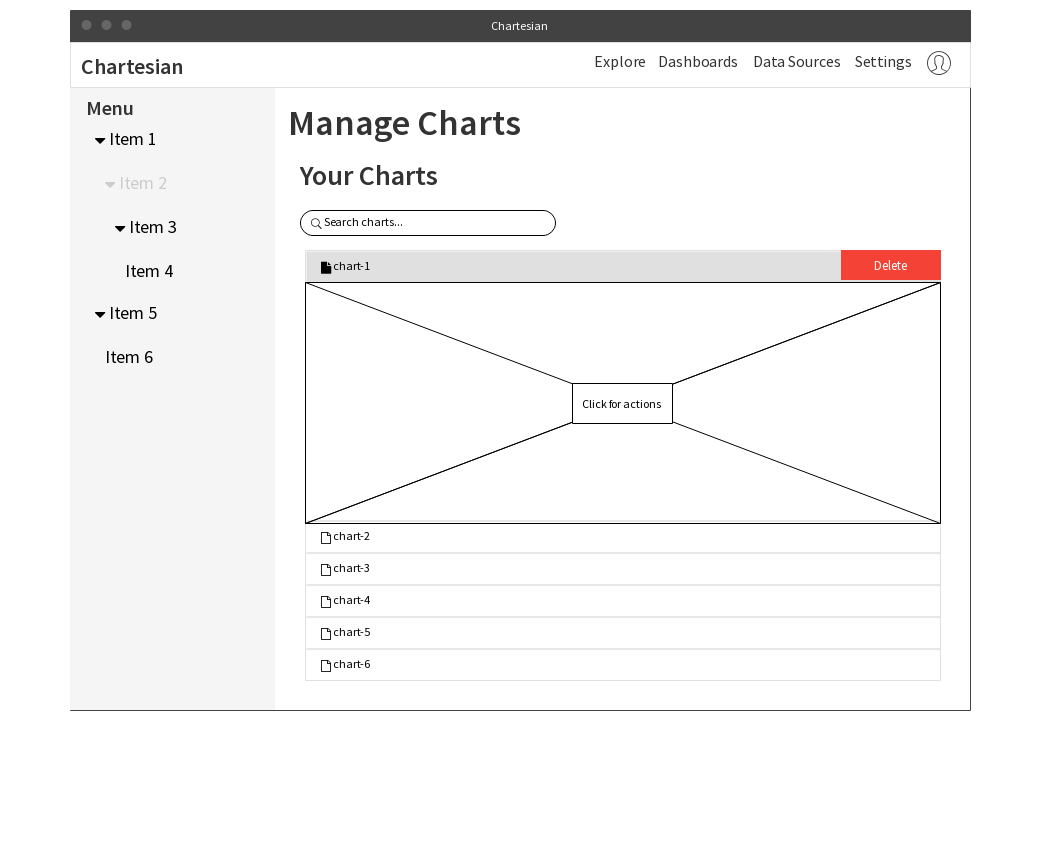 Chartesian
Chartesian
Explore Dashboards Data Sources Settings
Menu
Item 1
Item 2
Item 3
Item 4
Item 5
Item 6
Manage Charts
Your Charts
Search charts...
chart-1
Delete
Click for actions
chart-2
chart-3
chart-4
chart-5
chart-6